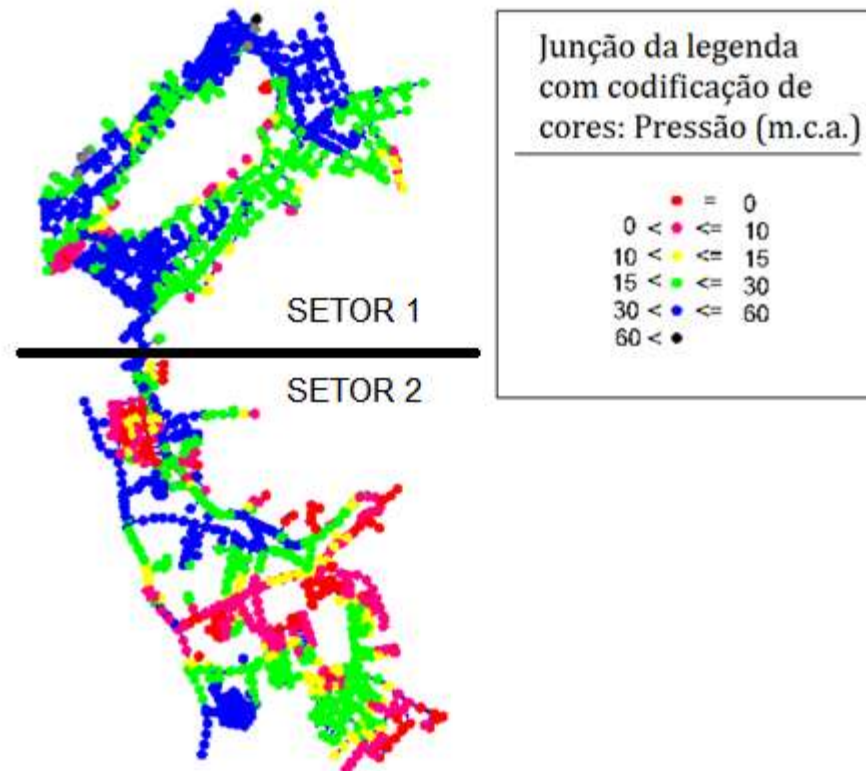 Junção da legenda
com codificação de
cores: Pressão (m.c.a.)
= 0
0 < <= 10
10 < <= 15
15 < <= 30
30 < <= 60
60 <
SETOR 1
SETOR 2